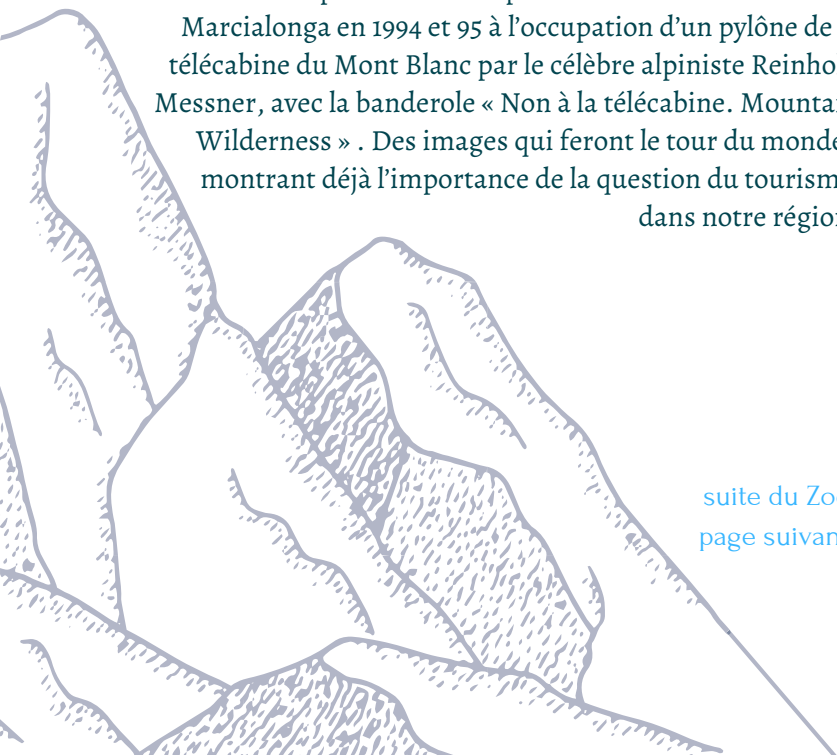 Marcialonga en 1994 et 95 à l'occupation d'un pylône de
télécabine du Mont Blanc par le célèbre alpiniste Reinho
Messner, avec la banderole « Non à la télécabine. Mounta
Wilderness » . Des images qui feront le tour du monde
montrant déjà l'importance de la question du tourism
dans notre région
suite du Zo
page suivan